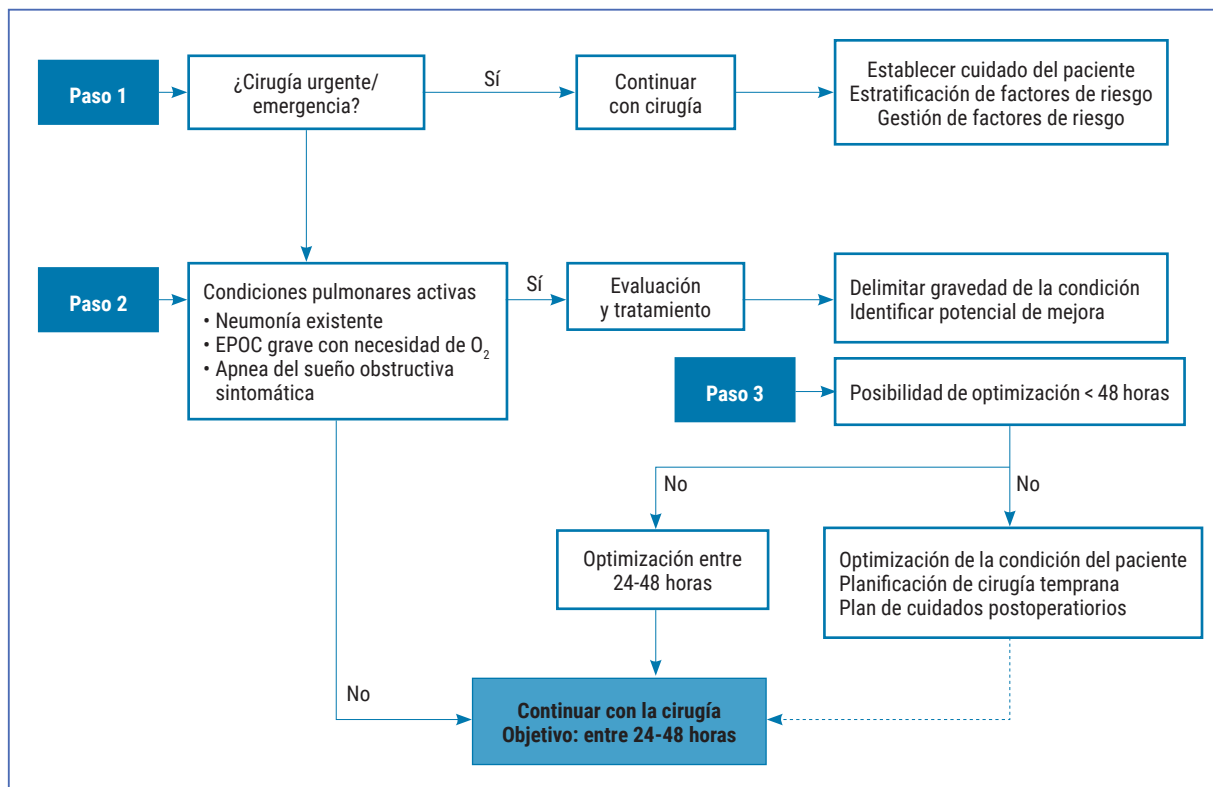 Paso 1
¿Cirugía urgente/
emergencia?
Sí
Continuar
con cirugía
Establecer cuidado del paciente
Estratificación de factores de riesgo
Gestión de factores de riesgo
Paso 2
Condiciones pulmonares activas
• Neumonía existente
• EPOC grave con necesidad de O₂
• Apnea del sueño obstructiva
sintomática
Sí
Evaluación
y tratamiento
Delimitar gravedad de la condición
Identificar potencial de mejora
Paso 3
Posibilidad de optimización < 48 horas
No
No
Optimización entre
24-48 horas
Optimización de la condición del paciente
Planificación de cirugía temprana
Plan de cuidados postoperatiorios
No
Continuar con la cirugía
Objetivo: entre 24-48 horas